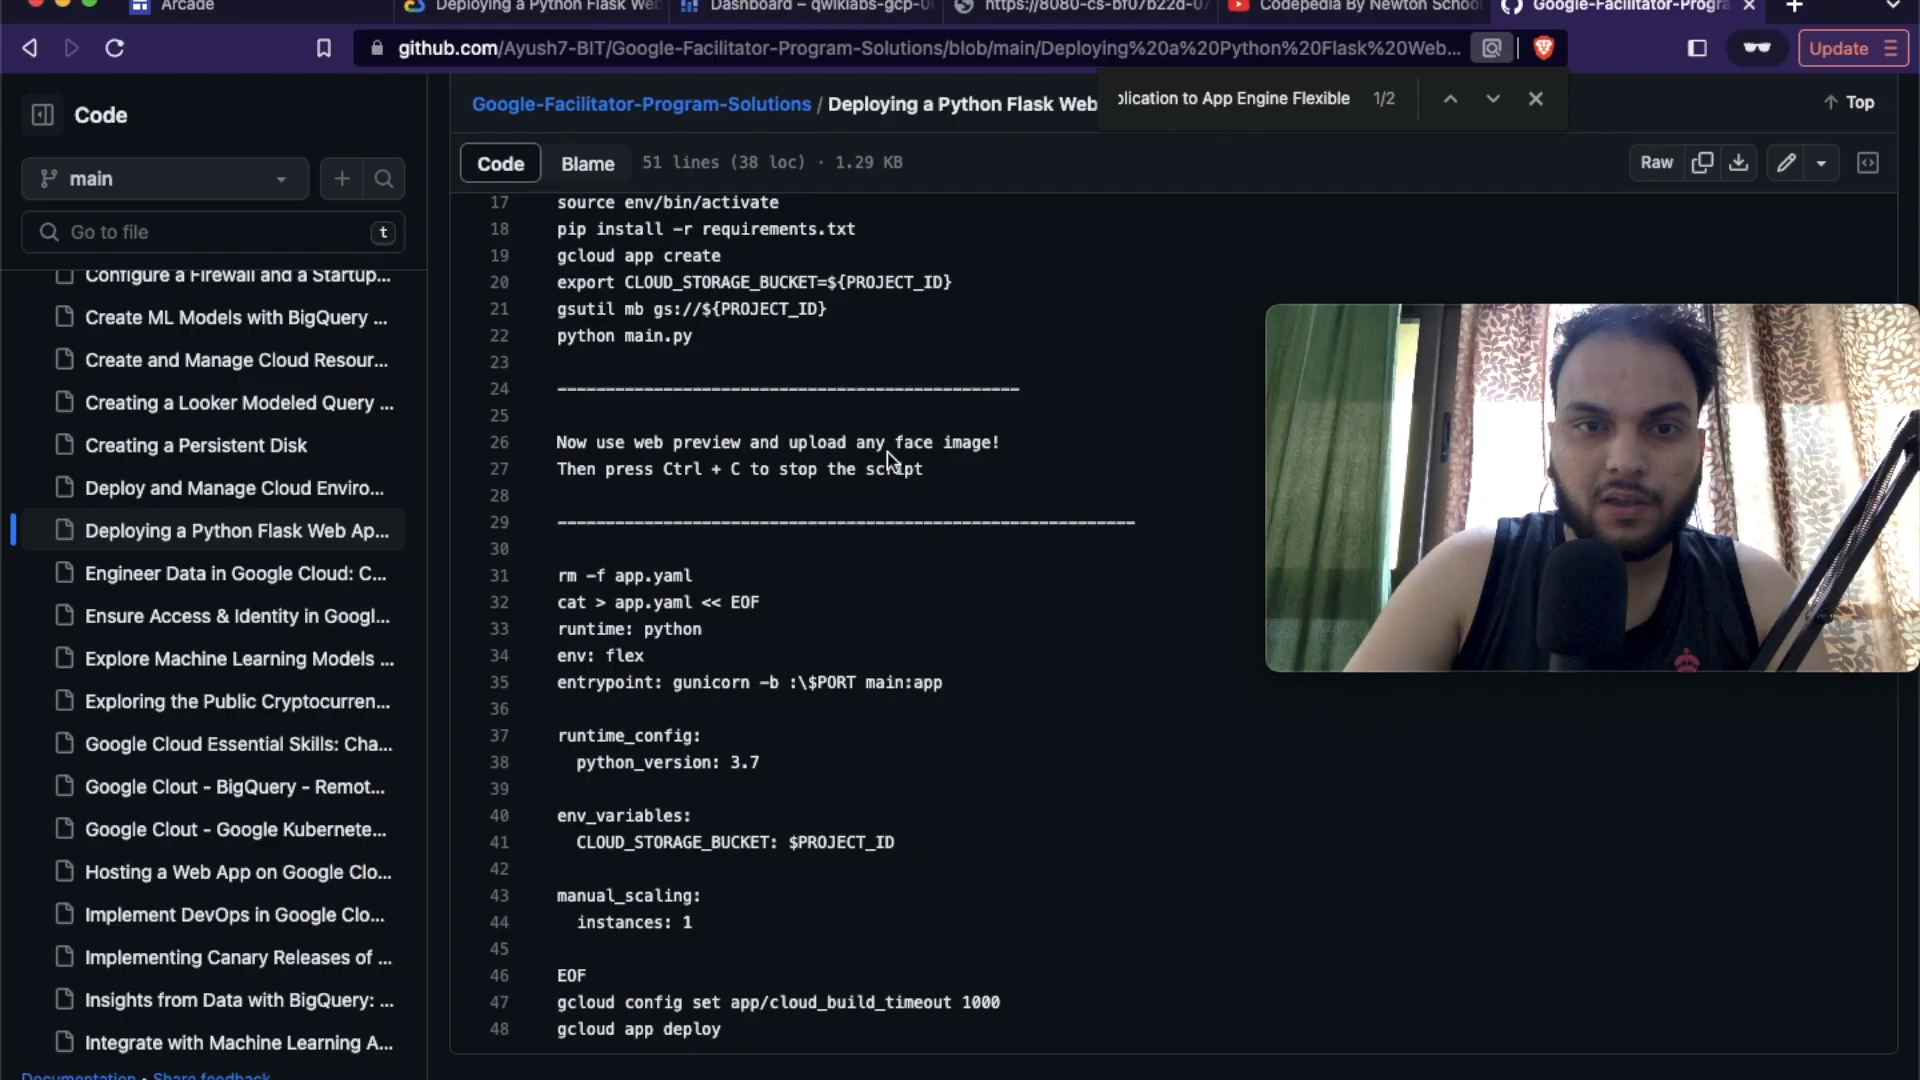 Arcade
Deploying a Python Flask Web
Dashboard – qwiklabs-gcp-0
https://8080-cs-bf07b22d-0
Codepedia By Newton School
Google-Facilitator-Progra
github.com/Ayush7-BIT/Google-Facilitator-Program-Solutions/blob/main/Deploying%20a%20Python%20Flask%20Web...
Update
plication to App Engine Flexible 1/2
Code
main
Go to file t
Configure a Firewall and a Startup...
Create ML Models with BigQuery ...
Create and Manage Cloud Resour...
Creating a Looker Modeled Query ...
Creating a Persistent Disk
Deploy and Manage Cloud Enviro...
Deploying a Python Flask Web Ap...
Engineer Data in Google Cloud: C...
Ensure Access & Identity in Googl...
Explore Machine Learning Models ...
Exploring the Public Cryptocurren...
Google Cloud Essential Skills: Cha...
Google Clout - BigQuery - Remot...
Google Clout - Google Kubernete...
Hosting a Web App on Google Clo...
Implement DevOps in Google Clo...
Implementing Canary Releases of ...
Insights from Data with BigQuery: ...
Integrate with Machine Learning A...
Documentation • Share feedback
Google-Facilitator-Program-Solutions / Deploying a Python Flask Web
Top
Code Blame 51 lines (38 loc) · 1.29 KB
Raw
17 source env/bin/activate
18 pip install -r requirements.txt
19 gcloud app create
20 export CLOUD_STORAGE_BUCKET=${PROJECT_ID}
21 gsutil mb gs://${PROJECT_ID}
22 python main.py
23
24 ------------------------------------------------
25
26 Now use web preview and upload any face image!
27 Then press Ctrl + C to stop the script
28
29 ------------------------------------------------------------
30
31 rm -f app.yaml
32 cat > app.yaml << EOF
33 runtime: python
34 env: flex
35 entrypoint: gunicorn -b :\$PORT main:app
36
37 runtime_config:
38 python_version: 3.7
39
40 env_variables:
41 CLOUD_STORAGE_BUCKET: $PROJECT_ID
42
43 manual_scaling:
44 instances: 1
45
46 EOF
47 gcloud config set app/cloud_build_timeout 1000
48 gcloud app deploy